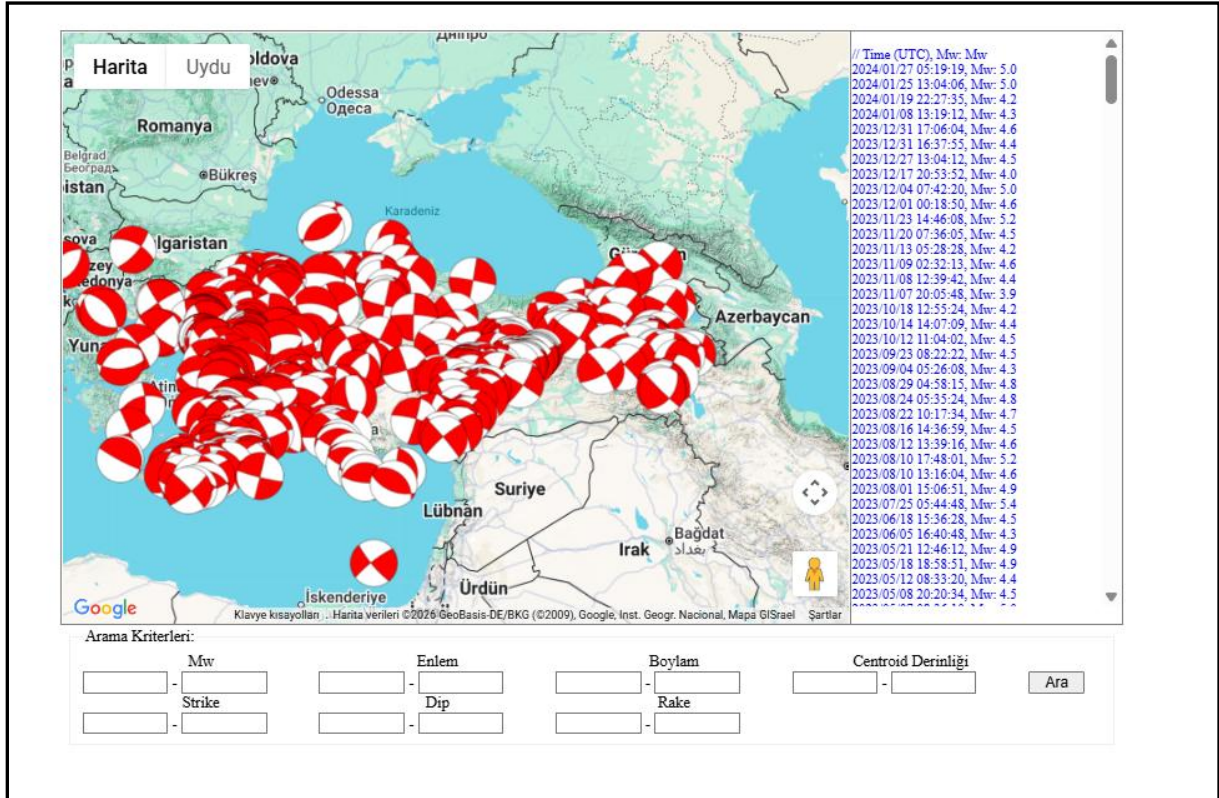 Harita
Uydu
Днiпро
Odessa
Одеса
Romanya
Belgrad
Београд
Bükreş
Karadeniz
Azerbaycan
Suriye
Lübnan
Bağdat
بغداد
Irak
Ürdün
İskenderiye
Google
Klavye kısayolları
Harita verileri ©2026 GeoBasis-DE/BKG (©2009), Google, Inst. Geogr. Nacional, Mapa GISrael
Şartlar
// Time (UTC), Mw: Mw
2024/01/27 05:19:19, Mw: 5.0
2024/01/25 13:04:06, Mw: 5.0
2024/01/19 22:27:35, Mw: 4.2
2024/01/08 13:19:12, Mw: 4.3
2023/12/31 17:06:04, Mw: 4.6
2023/12/31 16:37:55, Mw: 4.4
2023/12/27 13:04:12, Mw: 4.5
2023/12/17 20:53:52, Mw: 4.0
2023/12/04 07:42:20, Mw: 5.0
2023/12/01 00:18:50, Mw: 4.6
2023/11/23 14:46:08, Mw: 5.2
2023/11/20 07:36:05, Mw: 4.5
2023/11/13 05:28:28, Mw: 4.2
2023/11/09 02:32:13, Mw: 4.6
2023/11/08 12:39:42, Mw: 4.4
2023/11/07 20:05:48, Mw: 3.9
2023/10/18 12:55:24, Mw: 4.2
2023/10/14 14:07:09, Mw: 4.4
2023/10/12 11:04:02, Mw: 4.5
2023/09/23 08:22:22, Mw: 4.5
2023/09/04 05:26:08, Mw: 4.3
2023/08/29 04:58:15, Mw: 4.8
2023/08/24 05:35:24, Mw: 4.8
2023/08/22 10:17:34, Mw: 4.7
2023/08/16 14:36:59, Mw: 4.5
2023/08/12 13:39:16, Mw: 4.6
2023/08/10 17:48:01, Mw: 5.2
2023/08/10 13:16:04, Mw: 4.6
2023/08/01 15:06:51, Mw: 4.9
2023/07/25 05:44:48, Mw: 5.4
2023/06/18 15:36:28, Mw: 4.5
2023/06/05 16:40:48, Mw: 4.3
2023/05/21 12:46:12, Mw: 4.9
2023/05/18 18:58:51, Mw: 4.9
2023/05/12 08:33:20, Mw: 4.4
2023/05/08 20:20:34, Mw: 4.5
Arama Kriterleri:
Mw - Enlem - Boylam - Centroid Derinliği - Ara
Strike - Dip - Rake -